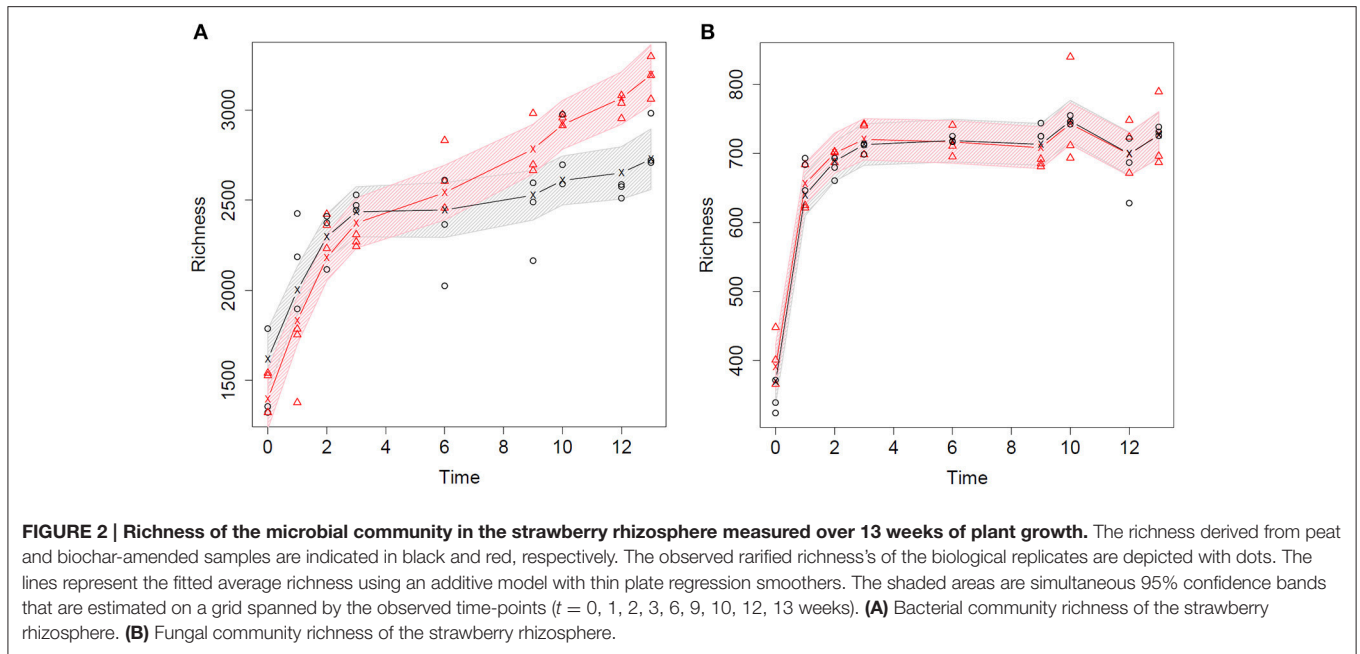 A
B
Richness
3000
2500
2000
1500
0 2 4 6 8 10 12
Time
Richness
800
700
600
500
400
0 2 4 6 8 10 12
Time
FIGURE 2 | Richness of the microbial community in the strawberry rhizosphere measured over 13 weeks of plant growth. The richness derived from peat
and biochar-amended samples are indicated in black and red, respectively. The observed rarified richness's of the biological replicates are depicted with dots. The
lines represent the fitted average richness using an additive model with thin plate regression smoothers. The shaded areas are simultaneous 95% confidence bands
that are estimated on a grid spanned by the observed time-points (t = 0, 1, 2, 3, 6, 9, 10, 12, 13 weeks). (A) Bacterial community richness of the strawberry
rhizosphere. (B) Fungal community richness of the strawberry rhizosphere.